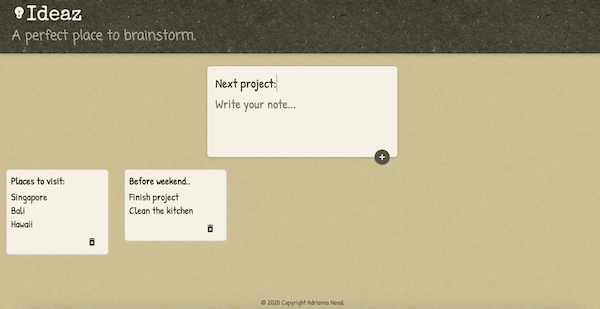 Ideaz
A perfect place to brainstorm.
Next project:
Write your note...
Places to visit:
Singapore
Bali
Hawaii
Before weekend..
Finish project
Clean the kitchen
© 2020 Copyright Adrianna Nosal.